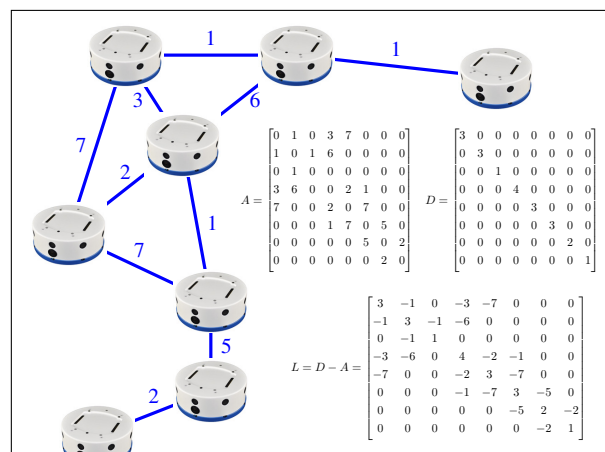 1
1
3
6
7
2
7
1
5
2
A =
0 1 0 3 7 0 0 0
1 0 1 6 0 0 0 0
0 1 0 0 0 0 0 0
3 6 0 0 2 1 0 0
7 0 0 2 0 7 0 0
0 0 0 1 7 0 5 0
0 0 0 0 0 5 0 2
0 0 0 0 0 0 2 0
D =
3 0 0 0 0 0 0 0
0 3 0 0 0 0 0 0
0 0 1 0 0 0 0 0
0 0 0 4 0 0 0 0
0 0 0 0 3 0 0 0
0 0 0 0 0 3 0 0
0 0 0 0 0 0 2 0
0 0 0 0 0 0 0 1
L = D − A =
3 −1 0 −3 −7 0 0 0
−1 3 −1 −6 0 0 0 0
0 −1 1 0 0 0 0 0
−3 −6 0 4 −2 −1 0 0
−7 0 0 −2 3 −7 0 0
0 0 0 −1 −7 3 −5 0
0 0 0 0 0 −5 2 −2
0 0 0 0 0 0 −2 1